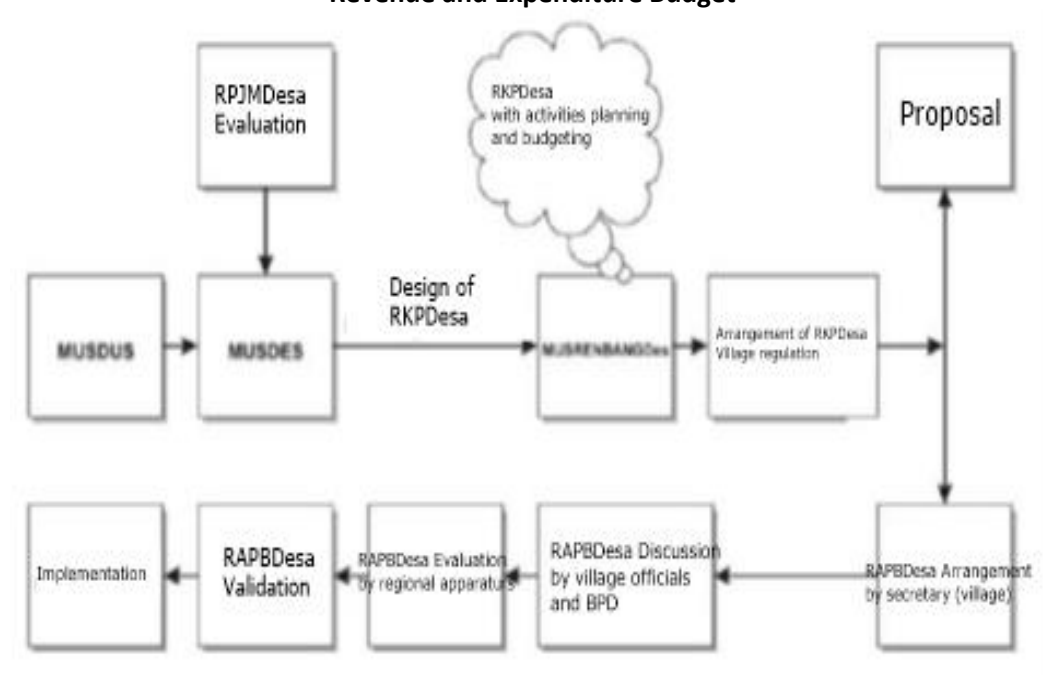 Revenue and Expenditure Budget
RPJMDesa
Evaluation
RKPDesa
with activities planning
and budgeting
Proposal
MUSDUS
MUSDES
Design of
RKPDesa
MUSRENBANGDes
Arrangement of RKPDesa
Village regulation
Implementation
RAPBDesa
Validation
RAPBDesa Evaluation
by regional apparaturs
RAPBDesa Discussion
by village officials
and BPD
RAPBDesa Arrangement
by secretary (village)